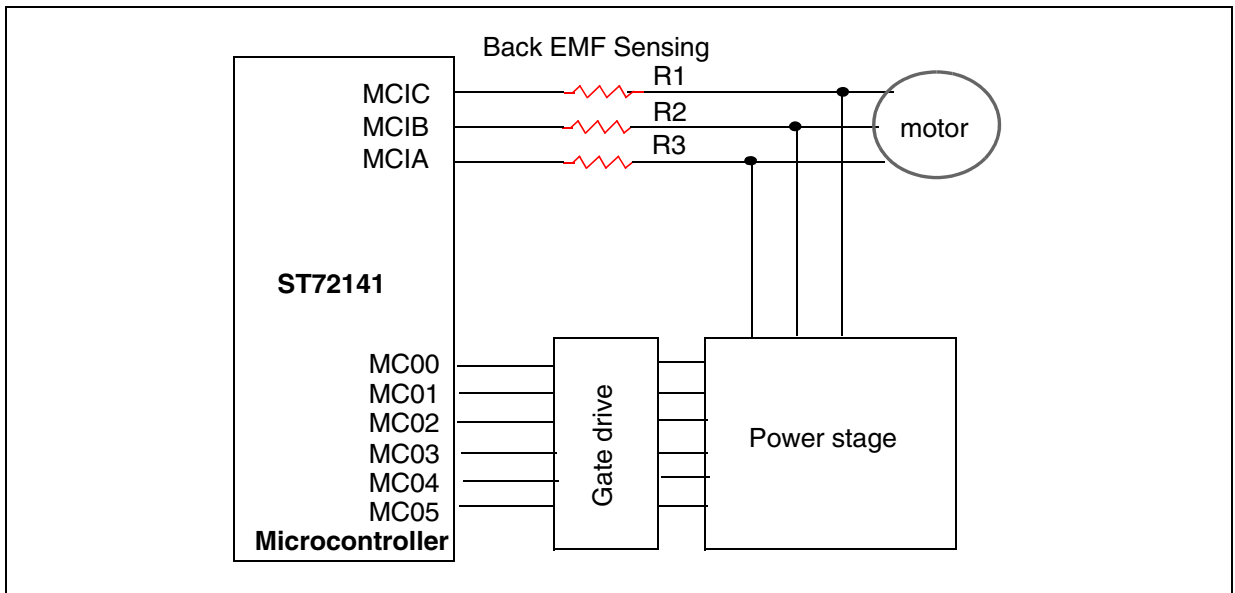 Back EMF Sensing
MCIC
R1
MCIB
R2
MCIA
R3
motor
ST72141
MC00
MC01
MC02
MC03
MC04
MC05
Microcontroller
Gate drive
Power stage